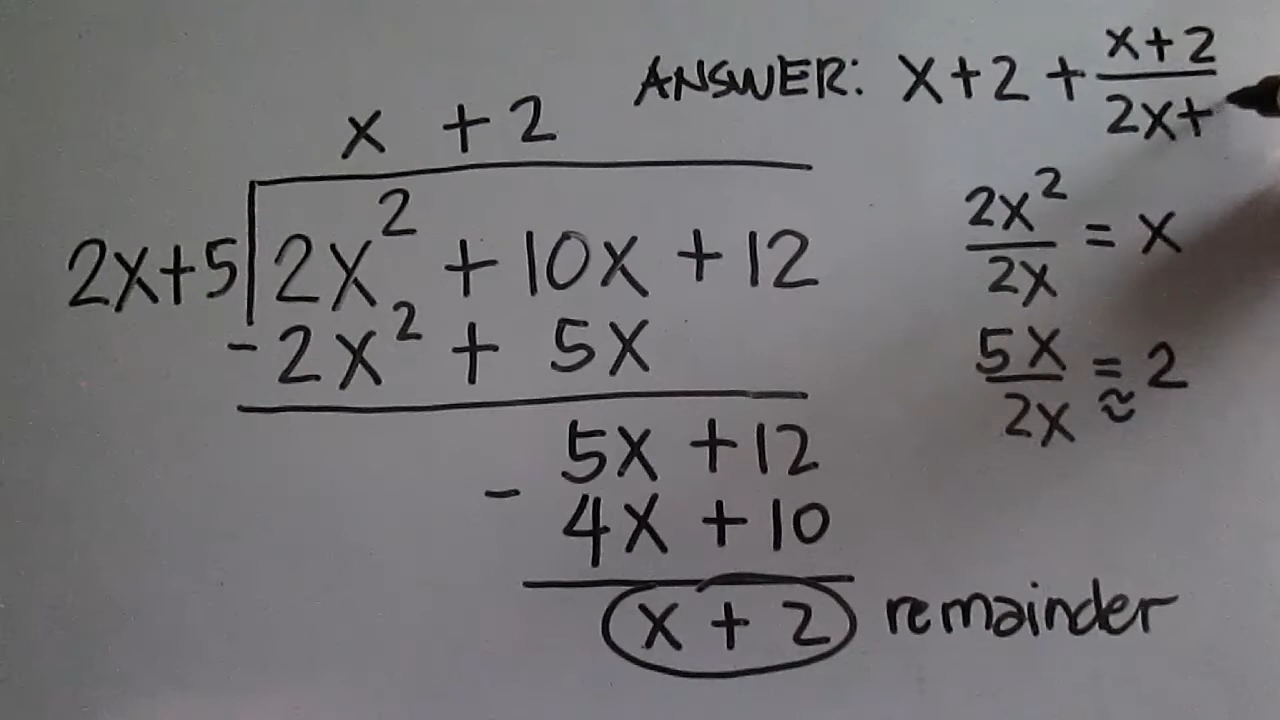 ANSWER: x+2+ x+2
2x+
x +2
2x+5 2x² +10x +12
-2x² + 5x
5x +12
- 4x +10
x + 2 remainder
2x²
2x
= x
5x
2x
= 2
≈